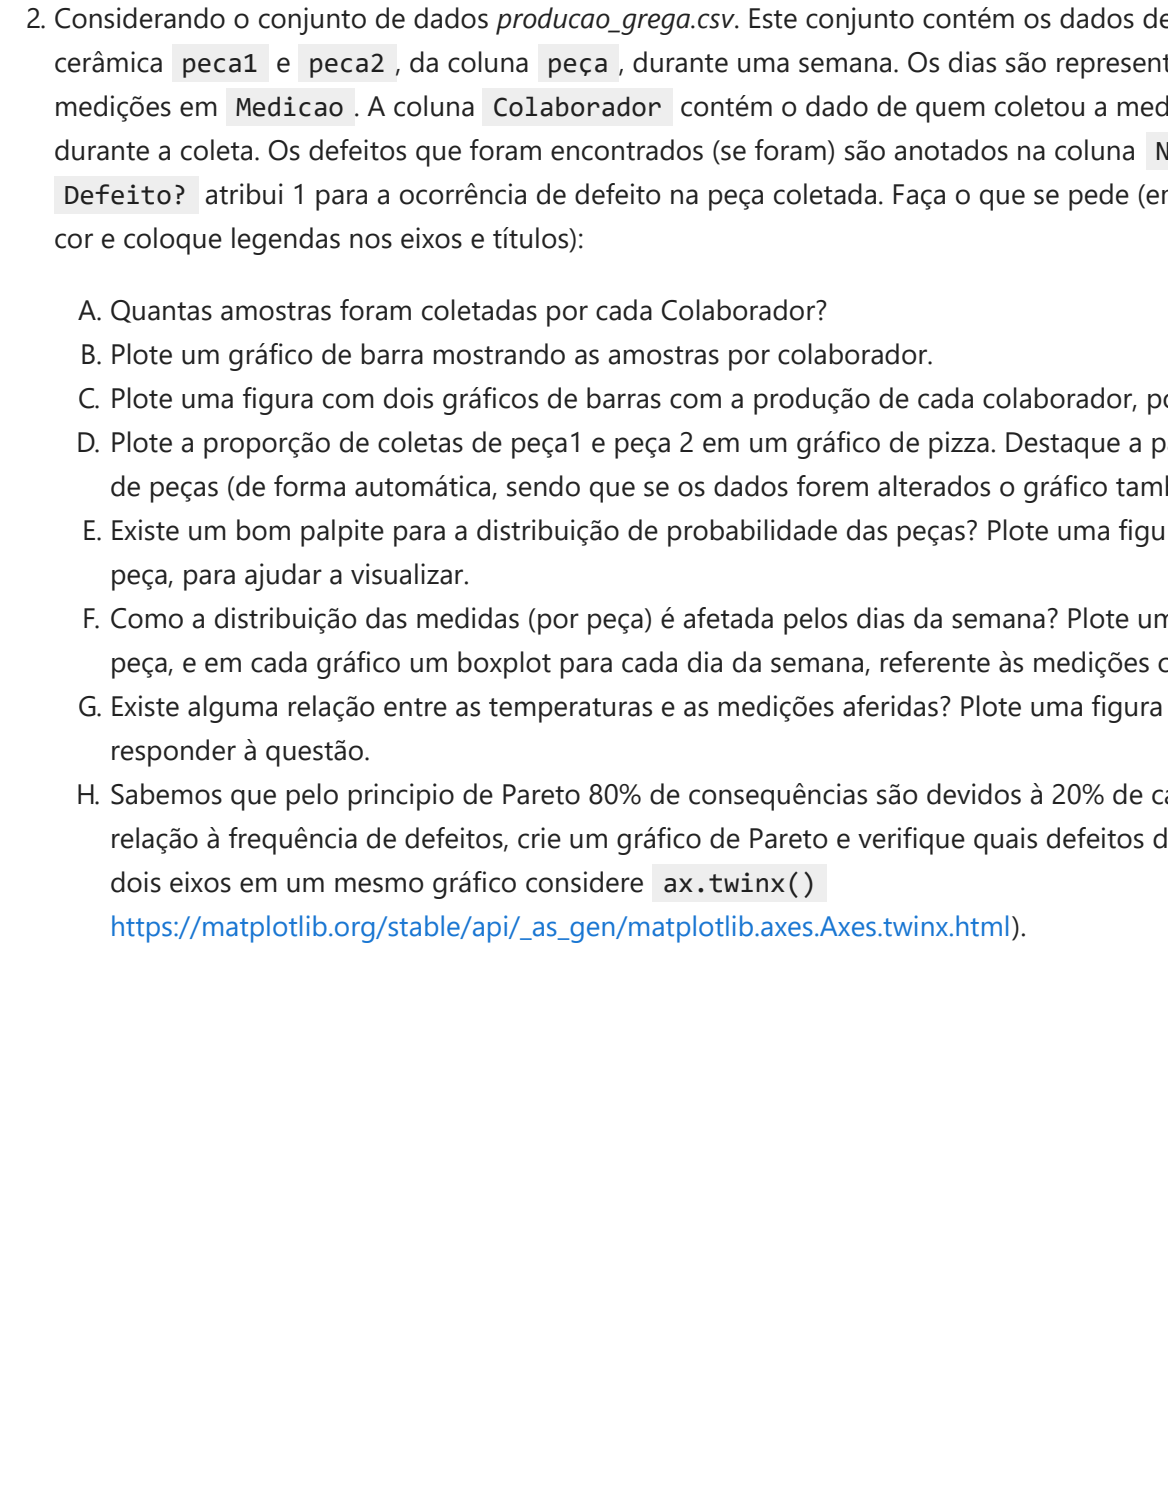 2. Considerando o conjunto de dados producao_grega.csv. Este conjunto contém os dados de
cerâmica peca1 e peca2 , da coluna peça , durante uma semana. Os dias são
medições em Medicao . A coluna Colaborador contém o dado de quem coletou a
durante a coleta. Os defeitos que foram encontrados (se foram) são anotados na coluna
Defeito? atribui 1 para a ocorrência de defeito na peça coletada. Faça o que se pede
cor e coloque legendas nos eixos e títulos):
A. Quantas amostras foram coletadas por cada Colaborador?
B. Plote um gráfico de barra mostrando as amostras por colaborador.
C. Plote uma figura com dois gráficos de barras com a produção de cada colaborador,
D. Plote a proporção de coletas de peça1 e peça 2 em um gráfico de pizza. Destaque a
de peças (de forma automática, sendo que se os dados forem alterados o gráfico
E. Existe um bom palpite para a distribuição de probabilidade das peças? Plote uma
peça, para ajudar a visualizar.
F. Como a distribuição das medidas (por peça) é afetada pelos dias da semana? Plote
peça, e em cada gráfico um boxplot para cada dia da semana, referente às medições
G. Existe alguma relação entre as temperaturas e as medições aferidas? Plote uma figura
responder à questão.
H. Sabemos que pelo principio de Pareto 80% de consequências são devidos à 20% de
relação à frequência de defeitos, crie um gráfico de Pareto e verifique quais defeitos
dois eixos em um mesmo gráfico considere ax.twinx()
https://matplotlib.org/stable/api/_as_gen/matplotlib.axes.Axes.twinx.html).